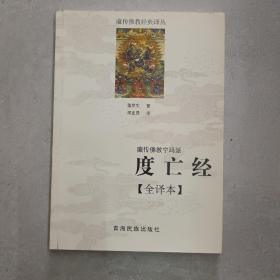 藏传佛教经典译丛
莲花生 著
译
藏传佛教宁玛派
度亡经
【全译本】
青海民族出版社